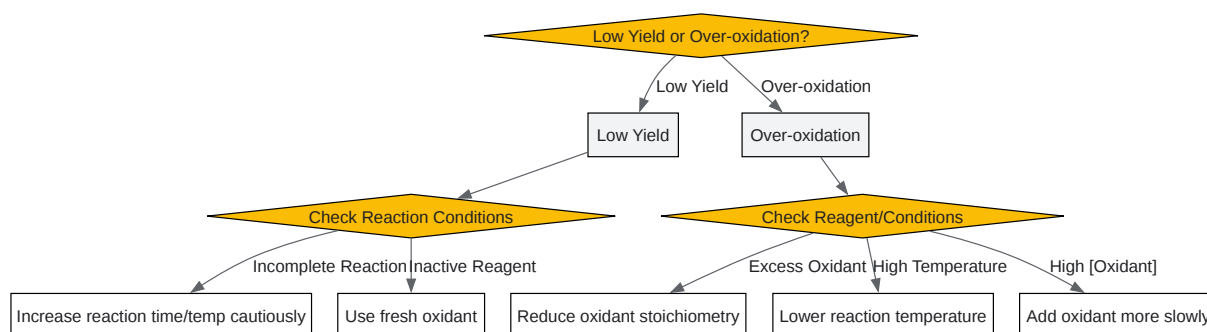 Low Yield or Over-oxidation?
Low Yield
Over-oxidation
Low Yield
Over-oxidation
Check Reaction Conditions
Check Reagent/Conditions
Incomplete Reaction
Inactive Reagent
Excess Oxidant
High Temperature
High [Oxidant]
Increase reaction time/temp cautiously
Use fresh oxidant
Reduce oxidant stoichiometry
Lower reaction temperature
Add oxidant more slowly